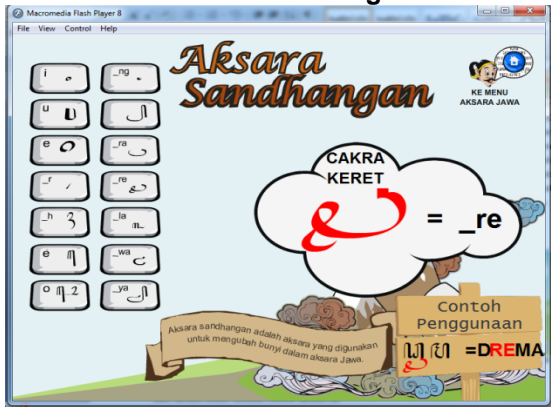 Macromedia Flash Player 8
File View Control Help
Aksara
Sandhangan
KE MENU
AKSARA JAWA
i
_ng
u
e
_ra
_r
_re
_h
_la
e
_wa
o
_ya
CAKRA
KERET
= _re
Aksara sandhangan adalah aksara yang digunakan
untuk mengubah bunyi dalam aksara Jawa.
Contoh
Penggunaan
=DREMA